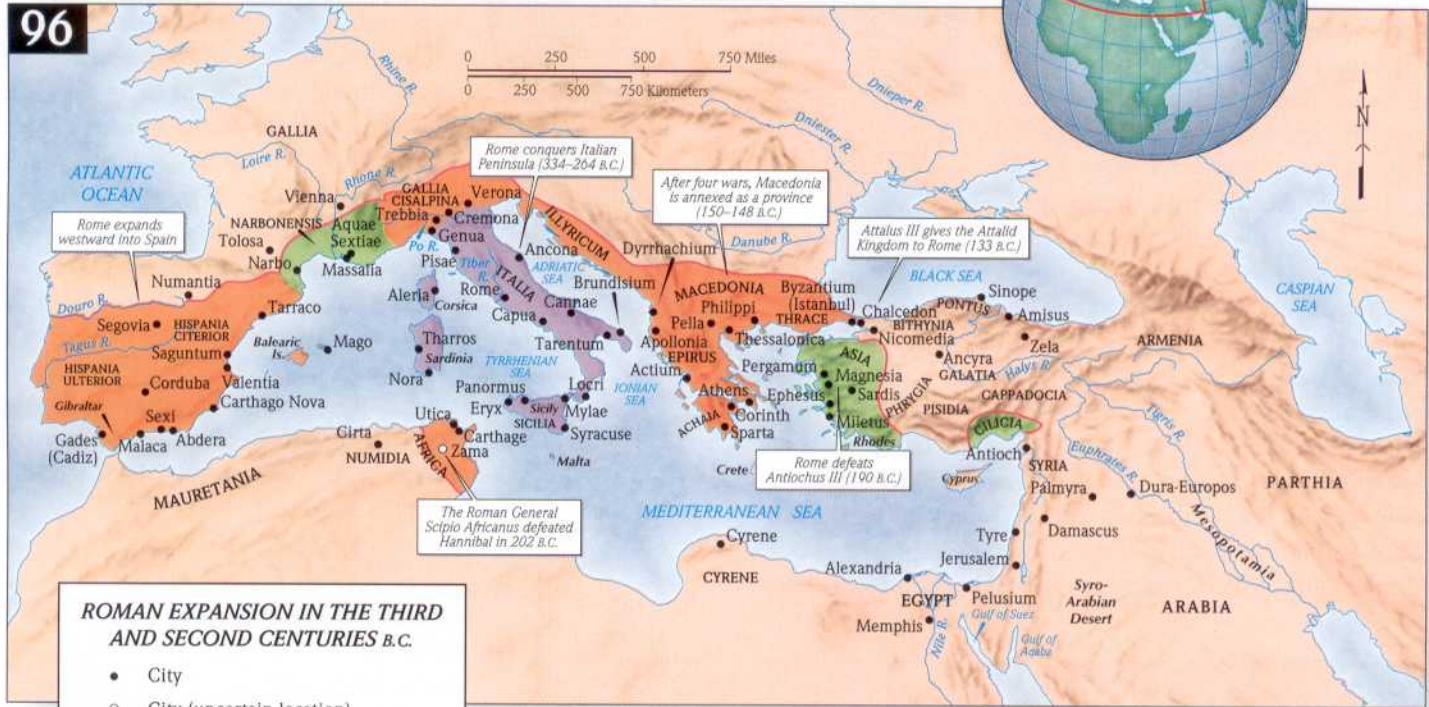 96
0 250 500 750 Miles
0 250 500 750 Kilometers
N
Rhine R.
Dnieper R.
Dniester R.
GALLIA
Loire R.
ATLANTIC
OCEAN
Rome conquers Italian
Peninsula (334–264 B.C.)
Rhone R.
Vienna
GALLIA
CISALPINA
Verona
After four wars, Macedonia
is annexed as a province
(150–148 B.C.)
Rome expands
westward into Spain
NARBONENSIS
Aquae
Sextiae
Trebbia
Cremona
Genua
ILLYRICUM
Attalus III gives the Attalid
Kingdom to Rome (133 B.C.)
Tolosa
Narbo
Massalia
Po R.
Pisae
Tiber
R.
Ancona
ADRIATIC
SEA
Dyrrhachium
Danube R.
BLACK SEA
CASPIAN
SEA
Numantia
Douro R.
Aleria
Corsica
Rome
ITALIA
Brundisium
MACEDONIA
Byzantium
(Istanbul)
Sinope
Tarraco
Cannae
Philippi
THRACE
Chalcedon
PONTUS
Amisus
Segovia
HISPANIA
CITERIOR
Capua
Pella
BITHYNIA
Nicomedia
Tagus R.
Balearic
Is.
Mago
Tharros
Sardinia
Tarentum
Apollonia
Thessalopica
Zela
ARMENIA
Saguntum
TYRRHENIAN
SEA
EPIRUS
ASIA
Ancyra
GALATIA
Halys R.
HISPANIA
ULTERIOR
Nora
Actium
Pergamum
Magnesia
Corduba
Valentia
Panormus
Locri
IONIAN
SEA
Athens
Ephesus
Sardis
PHRYGIA
CAPPADOCIA
Gibraltar
Carthago Nova
Eryx
Sicily
SICILIA
Mylae
Corinth
PISIDIA
Tigris R.
Sexi
Utica
ACHAIA
Sparta
Miletus
CILICIA
Gades
(Cadiz)
Malaca
Abdera
Cirta
NUMIDIA
AFRICA
Carthage
Zama
Syracuse
Rhodes
Antioch
Euphrates R.
Malta
Crete
Rome defeats
Antiochus III (190 B.C.)
Cyprus
SYRIA
Palmyra
Dura-Europos
PARTHIA
MAURETANIA
The Roman General
Scipio Africanus defeated
Hannibal in 202 B.C.
MEDITERRANEAN SEA
Damascus
Mesopotamia
Cyrene
Tyre
Jerusalem
CYRENE
Alexandria
EGYPT
Pelusium
Syro-
Arabian
Desert
ARABIA
Memphis
Nile R.
Gulf of Suez
Gulf of
Aqaba
ROMAN EXPANSION IN THE THIRD
AND SECOND CENTURIES B.C.
City
City (uncertain location)